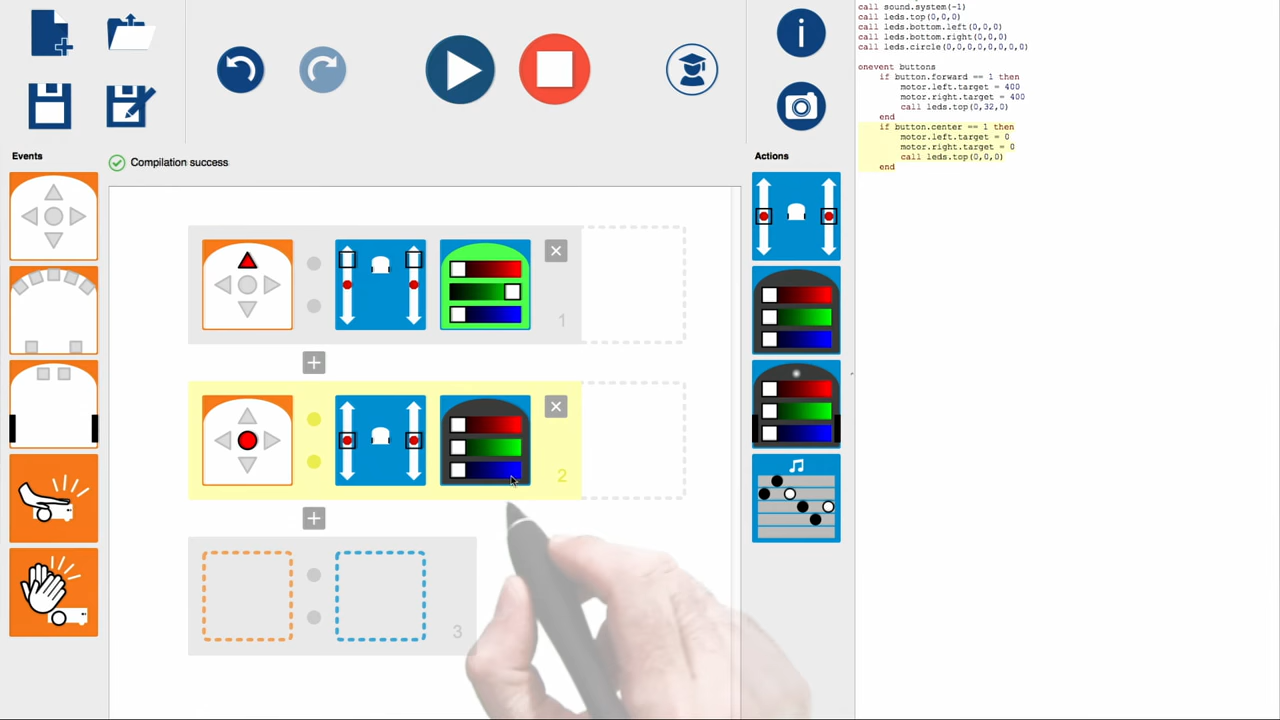 call sound.system(-1)
call leds.top(0,0,0)
call leds.bottom.left(0,0,0)
call leds.bottom.right(0,0,0)
call leds.circle(0,0,0,0,0,0,0,0)
onevent buttons
if button.forward == 1 then
motor.left.target = 400
motor.right.target = 400
call leds.top(0,32,0)
end
if button.center == 1 then
motor.left.target = 0
motor.right.target = 0
call leds.top(0,0,0)
end
i
Events
Compilation success
Actions
1
2
3